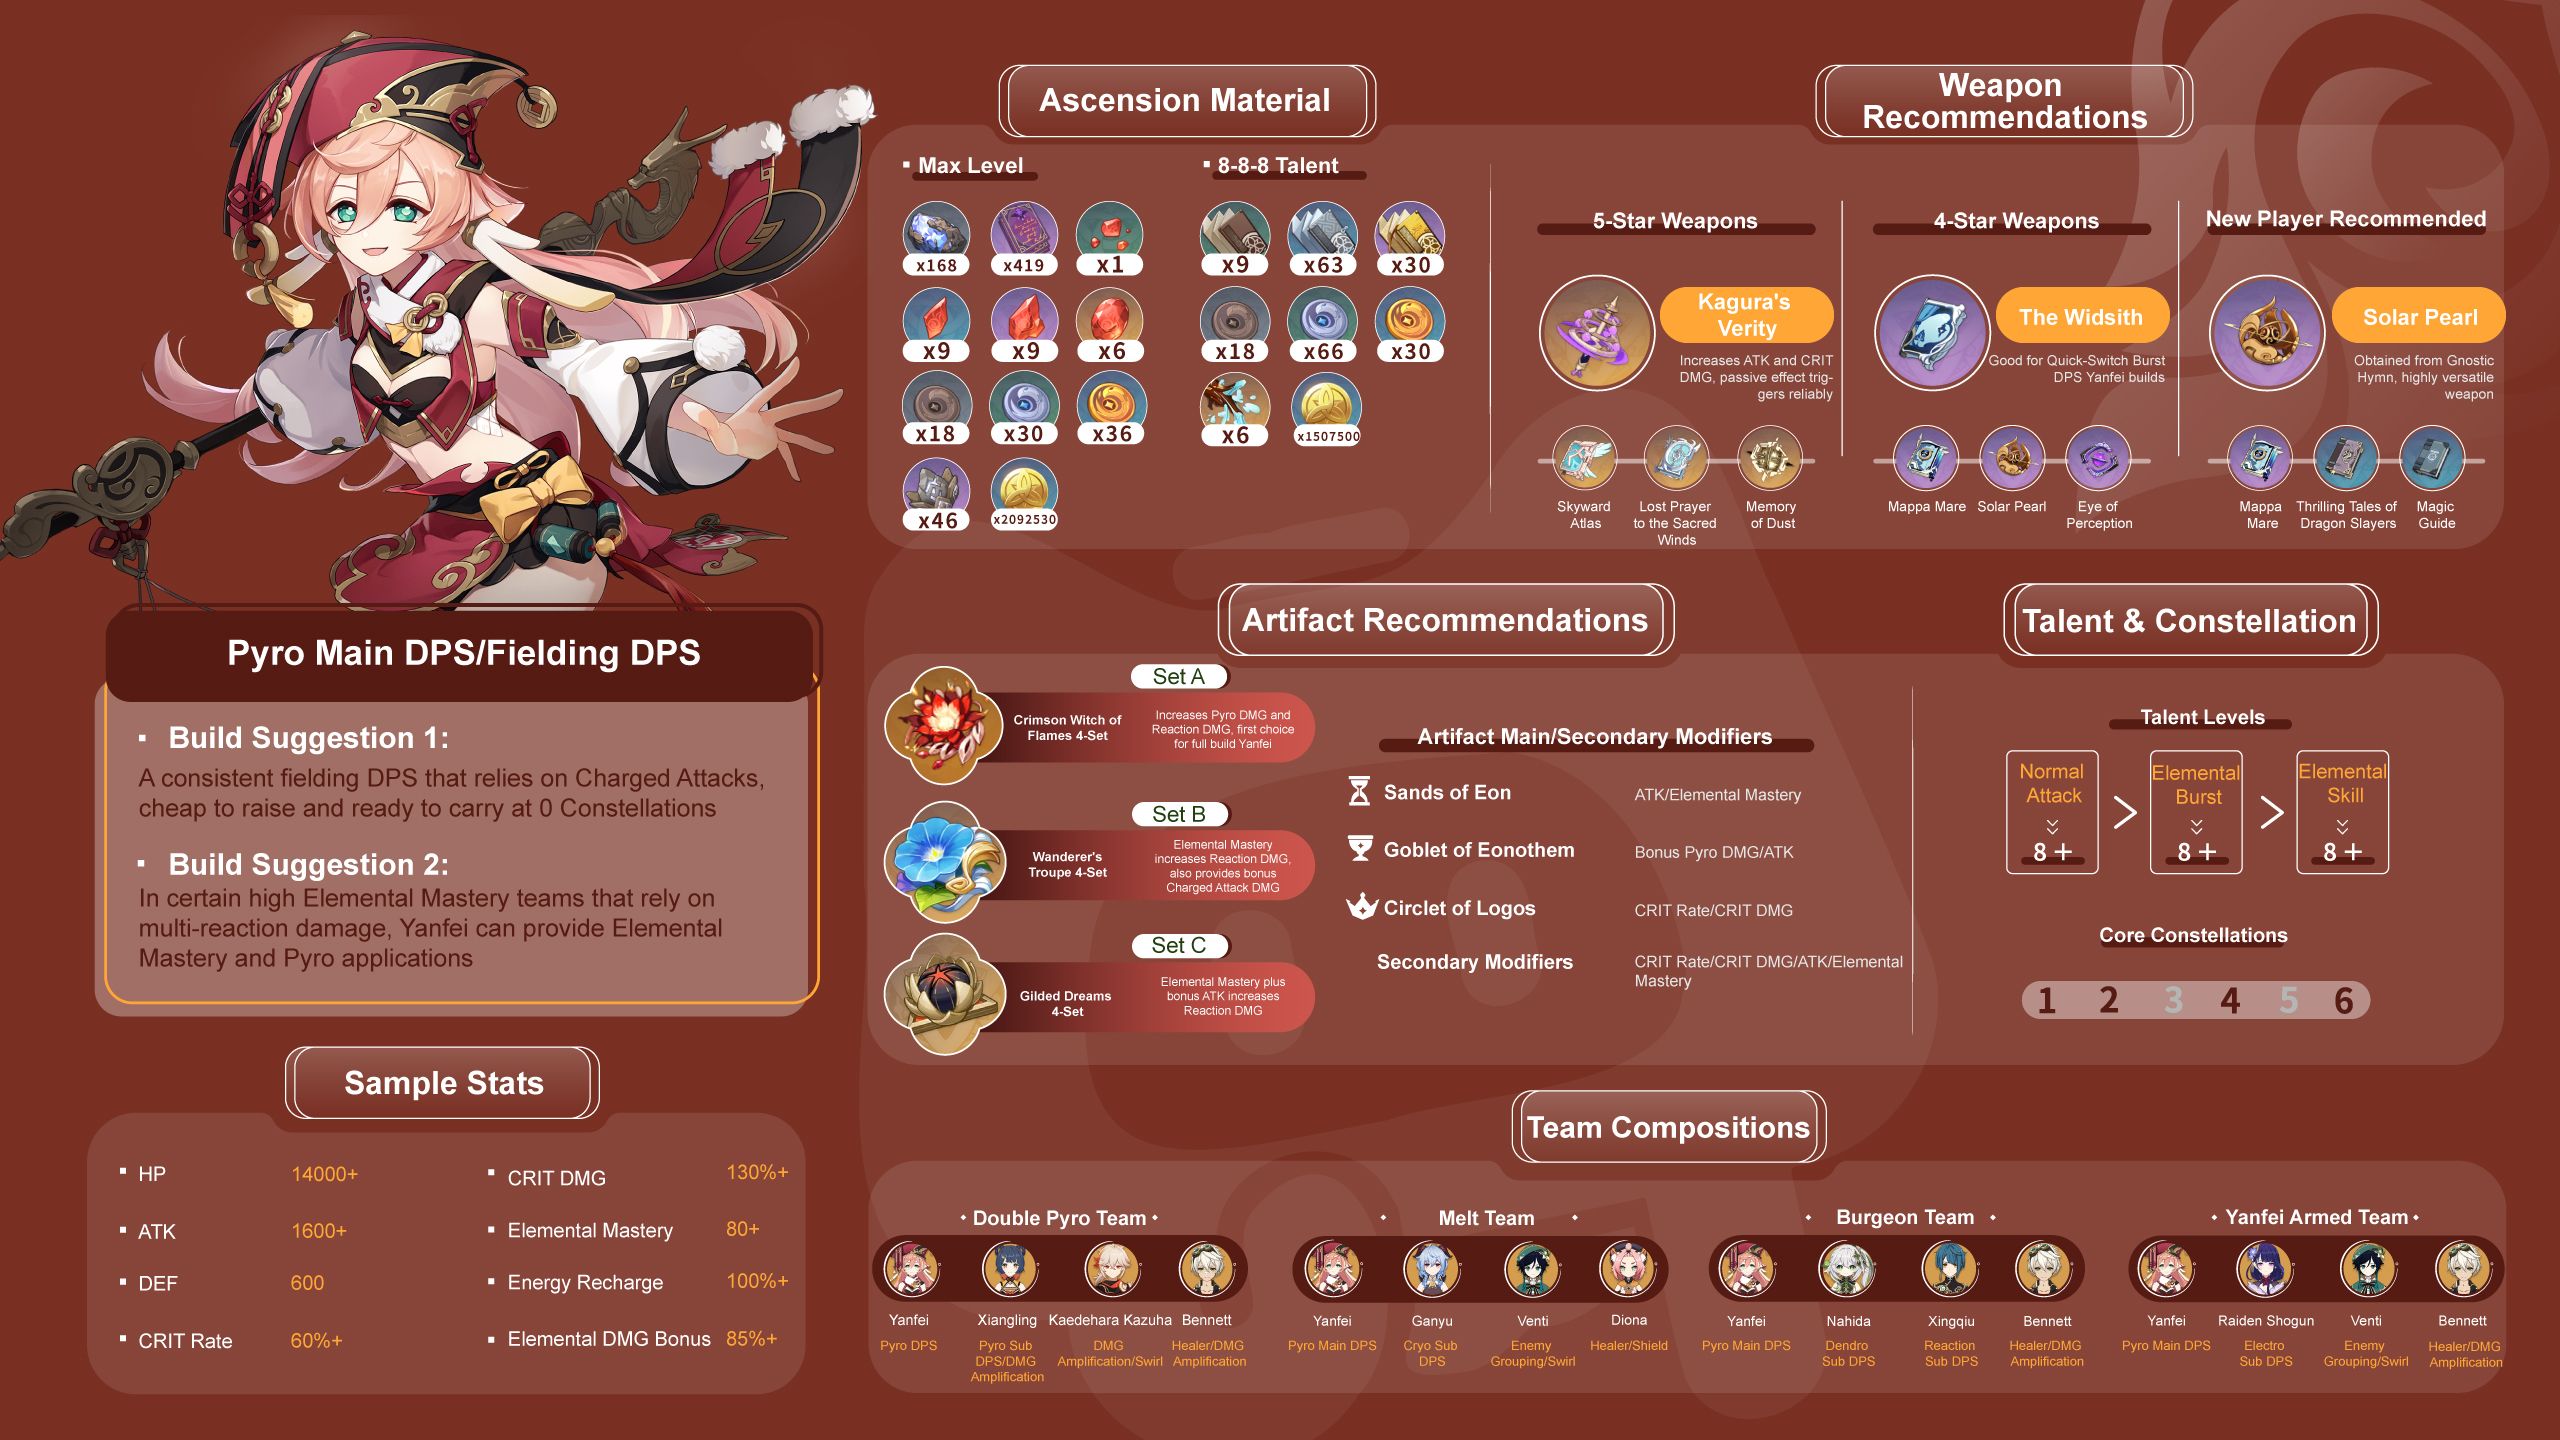 Pyro Main DPS/Fielding DPS
Build Suggestion 1:
A consistent fielding DPS that relies on Charged Attacks,
cheap to raise and ready to carry at 0 Constellations
Build Suggestion 2:
In certain high Elemental Mastery teams that rely on
multi-reaction damage, Yanfei can provide Elemental
Mastery and Pyro applications
Sample Stats
HP 14000+
ATK 1600+
DEF 600
CRIT Rate 60%+
CRIT DMG 130%+
Elemental Mastery 80+
Energy Recharge 100%+
Elemental DMG Bonus 85%+
Ascension Material
Max Level
x168 x419 x1
x9 x9 x6
x18 x30 x36
x46 x2092530
8-8-8 Talent
x9 x63 x30
x18 x66 x30
x6 x1507500
Weapon
Recommendations
5-Star Weapons
Kagura's
Verity
Increases ATK and CRIT
DMG, passive effect trig-
gers reliably
Skyward
Atlas
Lost Prayer
to the Sacred
Winds
Memory
of Dust
4-Star Weapons
The Widsith
Good for Quick-Switch Burst
DPS Yanfei builds
Mappa Mare
Solar Pearl
Eye of
Perception
New Player Recommended
Solar Pearl
Obtained from Gnostic
Hymn, highly versatile
weapon
Mappa
Mare
Thrilling Tales of
Dragon Slayers
Magic
Guide
Artifact Recommendations
Set A
Crimson Witch of
Flames 4-Set
Increases Pyro DMG and
Reaction DMG, first choice
for full build Yanfei
Set B
Wanderer's
Troupe 4-Set
Elemental Mastery
increases Reaction DMG,
also provides bonus
Charged Attack DMG
Set C
Gilded Dreams
4-Set
Elemental Mastery plus
bonus ATK increases
Reaction DMG
Artifact Main/Secondary Modifiers
Sands of Eon ATK/Elemental Mastery
Goblet of Eonothem Bonus Pyro DMG/ATK
Circlet of Logos CRIT Rate/CRIT DMG
Secondary Modifiers CRIT Rate/CRIT DMG/ATK/Elemental
Mastery
Talent & Constellation
Talent Levels
Normal
Attack
8 +
>
Elemental
Burst
8 +
>
Elemental
Skill
8 +
Core Constellations
1 2 3 4 5 6
Team Compositions
Double Pyro Team
Yanfei
Pyro DPS
Xiangling
Pyro Sub
DPS/DMG
Amplification
Kaedehara Kazuha
DMG
Amplification/Swirl
Bennett
Healer/DMG
Amplification
Melt Team
Yanfei
Pyro Main DPS
Ganyu
Cryo Sub
DPS
Venti
Enemy
Grouping/Swirl
Diona
Healer/Shield
Burgeon Team
Yanfei
Pyro Main DPS
Nahida
Dendro
Sub DPS
Xingqiu
Reaction
Sub DPS
Bennett
Healer/DMG
Amplification
Yanfei Armed Team
Yanfei
Pyro Main DPS
Raiden Shogun
Electro
Sub DPS
Venti
Enemy
Grouping/Swirl
Bennett
Healer/DMG
Amplification